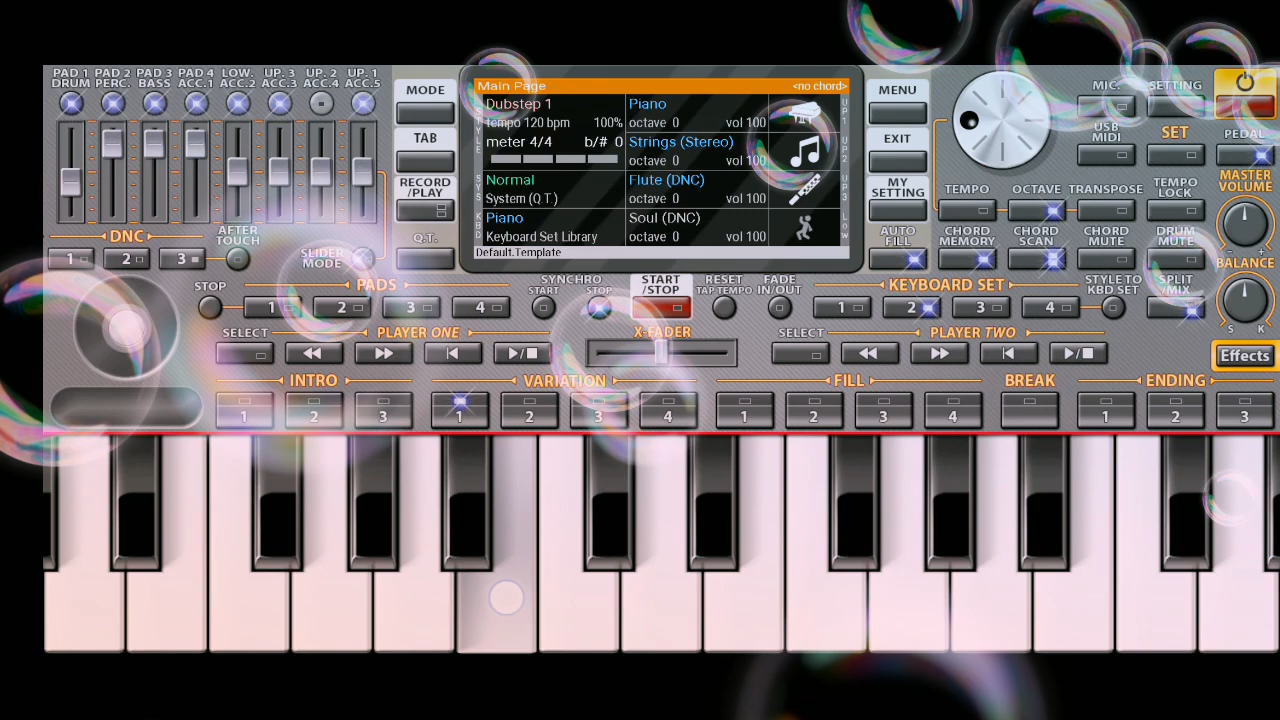 PAD 1 PAD 2 PAD 3 PAD 4 LOW. UP. 3 UP. 2 UP. 1
DRUM PERC. BASS ACC.1 ACC.2 ACC.3 ACC.4 ACC.5
DNC
1 2 3
AFTER
TOUCH
SLIDER
MODE
MODE
TAB
RECORD
/PLAY
Q.T.
Main Page <no chord>
Dubstep 1
tempo 120 bpm 100%
meter 4/4 b/# 0
Normal
System (Q.T.)
Piano
Keyboard Set Library
Piano
octave 0 vol 100
Strings (Stereo)
octave 0 vol 100
Flute (DNC)
octave 0 vol 100
Soul (DNC)
octave 0 vol 100
UP1
UP2
UP3
LOW
Default.Template
MENU
EXIT
MY
SETTING
AUTO
FILL
MIC. SETTING
USB
MIDI
SET
PEDAL
TEMPO OCTAVE TRANSPOSE TEMPO
LOCK
CHORD
MEMORY
CHORD
SCAN
CHORD
MUTE
DRUM
MUTE
MASTER
VOLUME
- +
BALANCE
S K
STOP
PADS
1 2 3 4
SYNCHRO
START STOP
START
/STOP
RESET
TAP TEMPO
FADE
IN/OUT
KEYBOARD SET
1 2 3 4
STYLE TO
KBD SET
SPLIT
/MIX
SELECT PLAYER ONE
X-FADER
SELECT PLAYER TWO
Effects
INTRO VARIATION FILL BREAK ENDING
1 2 3 1 2 3 4 1 2 3 4 1 2 3